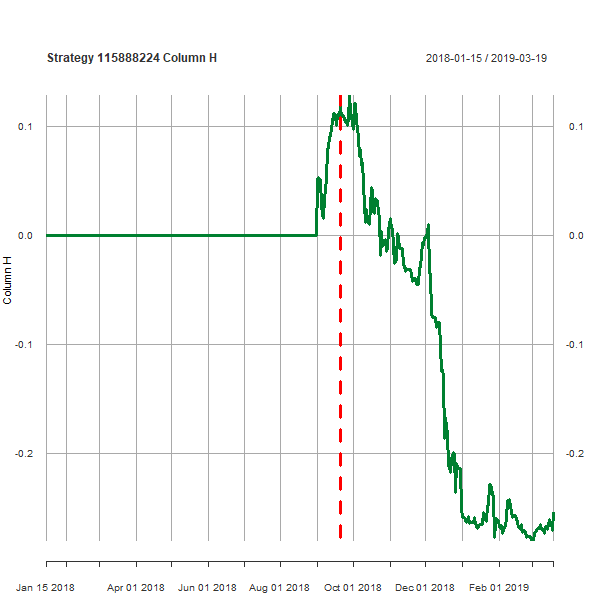 Strategy 115888224 Column H
2018-01-15 / 2019-03-19
0.1
0.1
0.0
0.0
Column H
-0.1
-0.1
-0.2
-0.2
Jan 15 2018
Apr 01 2018
Jun 01 2018
Aug 01 2018
Oct 01 2018
Dec 01 2018
Feb 01 2019